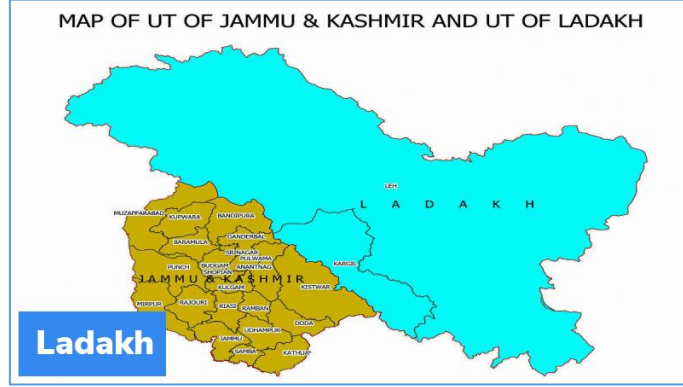 MAP OF UT OF JAMMU & KASHMIR AND UT OF LADAKH
LEH
L A D A K H
MUZAFFARABAD
KUPWARA
BANDIPURA
BARAMULA
GANDERBAL
SRINAGAR
PULWAMA
PUNCH
BUDGAM
ANANTNAG
SHOPIAN
KARGIL
JAMMU & KASHMIR
KULGAM
KISTWAR
MIRPUR
RAJOURI
RIASI
RAMBAN
DODA
UDHAMPUR
JAMMU
SAMBA
KATHUA
Ladakh